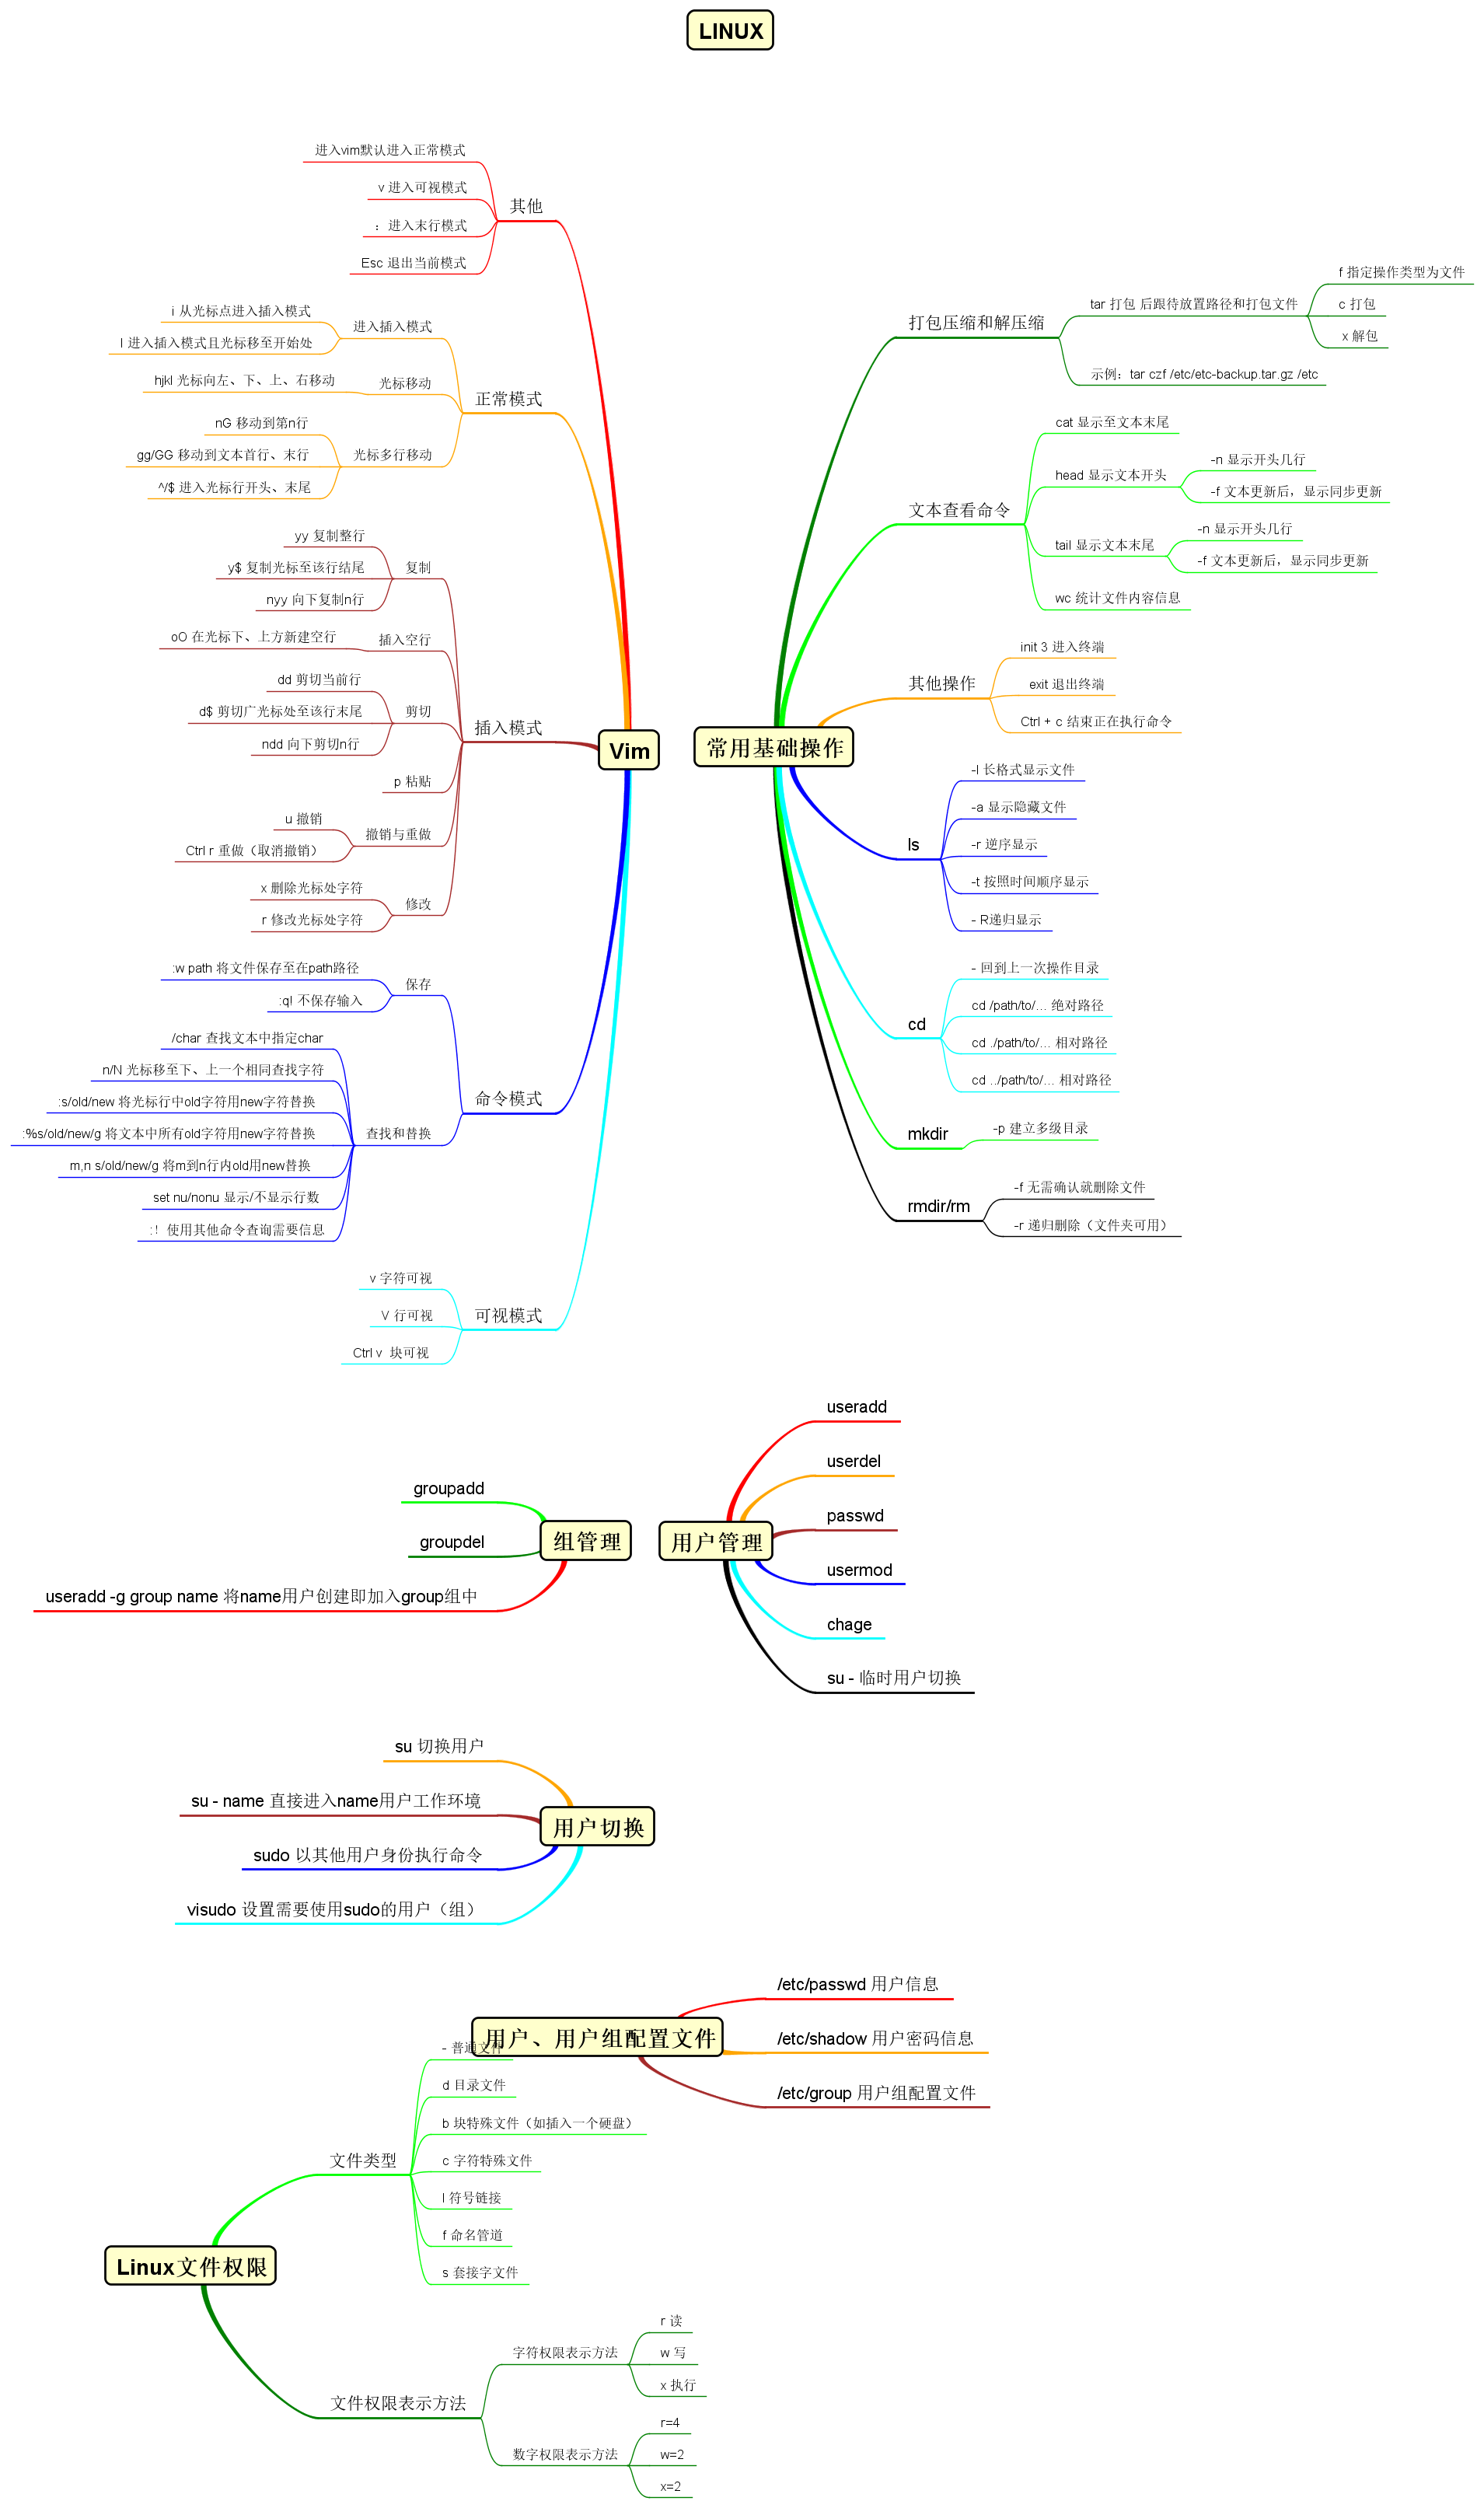 LINUX
进入vim默认进入正常模式
v 进入可视模式
：进入末行模式
Esc 退出当前模式
其他
i 从光标点进入插入模式
I 进入插入模式且光标移至开始处
进入插入模式
hjkl 光标向左、下、上、右移动
光标移动
正常模式
nG 移动到第n行
gg/GG 移动到文本首行、末行
^/$ 进入光标行开头、末尾
光标多行移动
yy 复制整行
y$ 复制光标至该行结尾
nyy 向下复制n行
复制
oO 在光标下、上方新建空行
插入空行
dd 剪切当前行
d$ 剪切广光标处至该行末尾
ndd 向下剪切n行
剪切
插入模式
p 粘贴
u 撤销
Ctrl r 重做（取消撤销）
撤销与重做
x 删除光标处字符
r 修改光标处字符
修改
Vim
:w path 将文件保存至在path路径
:q! 不保存输入
保存
命令模式
/char 查找文本中指定char
n/N 光标移至下、上一个相同查找字符
:s/old/new 将光标行中old字符用new字符替换
:%s/old/new/g 将文本中所有old字符用new字符替换
m,n s/old/new/g 将m到n行内old用new替换
set nu/nonu 显示/不显示行数
:！使用其他命令查询需要信息
查找和替换
v 字符可视
V 行可视
Ctrl v 块可视
可视模式
常用基础操作
打包压缩和解压缩
tar 打包 后跟待放置路径和打包文件
f 指定操作类型为文件
c 打包
x 解包
示例：tar czf /etc/etc-backup.tar.gz /etc
文本查看命令
cat 显示至文本末尾
head 显示文本开头
-n 显示开头几行
-f 文本更新后，显示同步更新
tail 显示文本末尾
-n 显示开头几行
-f 文本更新后，显示同步更新
wc 统计文件内容信息
其他操作
init 3 进入终端
exit 退出终端
Ctrl + c 结束正在执行命令
ls
-l 长格式显示文件
-a 显示隐藏文件
-r 逆序显示
-t 按照时间顺序显示
- R递归显示
cd
- 回到上一次操作目录
cd /path/to/... 绝对路径
cd ./path/to/... 相对路径
cd ../path/to/... 相对路径
mkdir
-p 建立多级目录
rmdir/rm
-f 无需确认就删除文件
-r 递归删除（文件夹可用）
groupadd
groupdel
useradd -g group name 将name用户创建即加入group组中
组管理
用户管理
useradd
userdel
passwd
usermod
chage
su - 临时用户切换
su 切换用户
su - name 直接进入name用户工作环境
sudo 以其他用户身份执行命令
visudo 设置需要使用sudo的用户（组）
用户切换
用户、用户组配置文件
/etc/passwd 用户信息
/etc/shadow 用户密码信息
/etc/group 用户组配置文件
Linux文件权限
文件类型
- 普通文件
d 目录文件
b 块特殊文件（如插入一个硬盘）
c 字符特殊文件
l 符号链接
f 命名管道
s 套接字文件
文件权限表示方法
字符权限表示方法
r 读
w 写
x 执行
数字权限表示方法
r=4
w=2
x=2